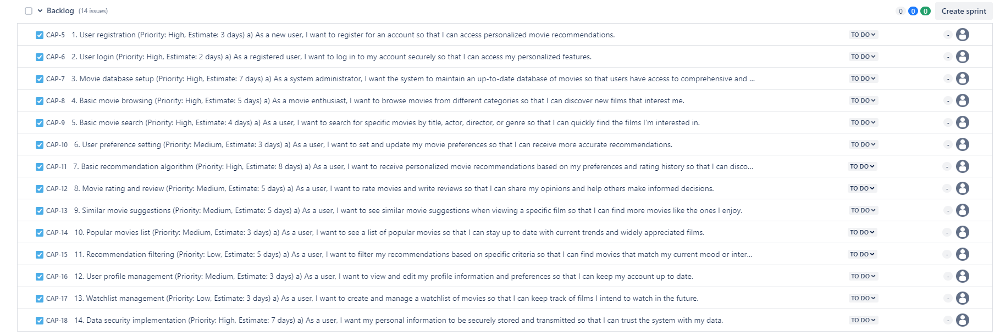 Backlog (14 issues) 0 0 0 Create sprint
CAP-5 1. User registration (Priority: High, Estimate: 3 days) a) As a new user, I want to register for an account so that I can access personalized movie recommendations. TO DO -
CAP-6 2. User login (Priority: High, Estimate: 2 days) a) As a registered user, I want to log in to my account securely so that I can access my personalized features. TO DO -
CAP-7 3. Movie database setup (Priority: High, Estimate: 7 days) a) As a system administrator, I want the system to maintain an up-to-date database of movies so that users have access to comprehensive and ... TO DO -
CAP-8 4. Basic movie browsing (Priority: High, Estimate: 5 days) a) As a movie enthusiast, I want to browse movies from different categories so that I can discover new films that interest me. TO DO -
CAP-9 5. Basic movie search (Priority: High, Estimate: 4 days) a) As a user, I want to search for specific movies by title, actor, director, or genre so that I can quickly find the films I'm interested in. TO DO -
CAP-10 6. User preference setting (Priority: Medium, Estimate: 3 days) a) As a user, I want to set and update my movie preferences so that I can receive more accurate recommendations. TO DO -
CAP-11 7. Basic recommendation algorithm (Priority: High, Estimate: 8 days) a) As a user, I want to receive personalized movie recommendations based on my preferences and rating history so that I can disco... TO DO -
CAP-12 8. Movie rating and review (Priority: Medium, Estimate: 5 days) a) As a user, I want to rate movies and write reviews so that I can share my opinions and help others make informed decisions. TO DO -
CAP-13 9. Similar movie suggestions (Priority: Medium, Estimate: 5 days) a) As a user, I want to see similar movie suggestions when viewing a specific film so that I can find more movies like the ones I enjoy. TO DO -
CAP-14 10. Popular movies list (Priority: Medium, Estimate: 3 days) a) As a user, I want to see a list of popular movies so that I can stay up to date with current trends and widely appreciated films. TO DO -
CAP-15 11. Recommendation filtering (Priority: Low, Estimate: 5 days) a) As a user, I want to filter my recommendations based on specific criteria so that I can find movies that match my current mood or inter... TO DO -
CAP-16 12. User profile management (Priority: Medium, Estimate: 3 days) a) As a user, I want to view and edit my profile information and preferences so that I can keep my account up to date. TO DO -
CAP-17 13. Watchlist management (Priority: Low, Estimate: 3 days) a) As a user, I want to create and manage a watchlist of movies so that I can keep track of films I intend to watch in the future. TO DO -
CAP-18 14. Data security implementation (Priority: High, Estimate: 7 days) a) As a user, I want my personal information to be securely stored and transmitted so that I can trust the system with my data. TO DO -